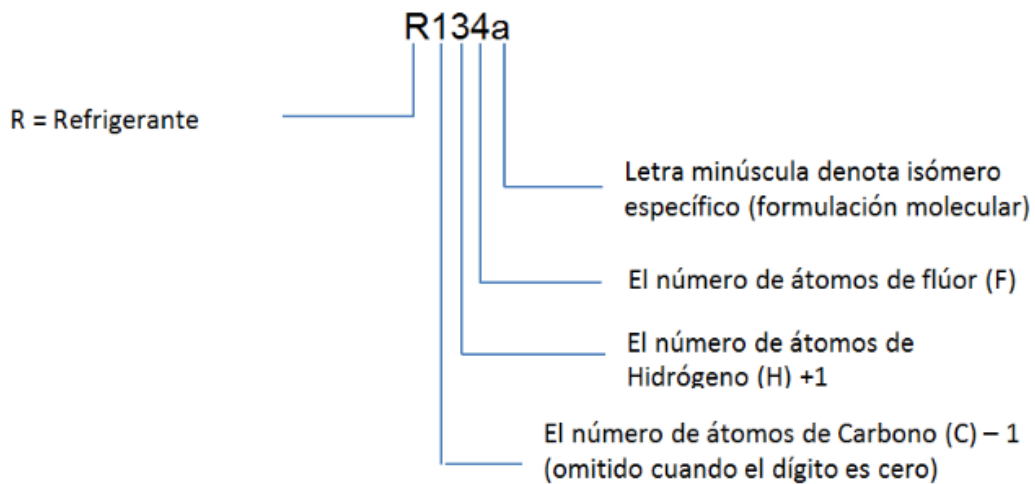 R134a
R = Refrigerante
Letra minúscula denota isómero
específico (formulación molecular)
El número de átomos de flúor (F)
El número de átomos de
Hidrógeno (H) +1
El número de átomos de Carbono (C) – 1
(omitido cuando el dígito es cero)